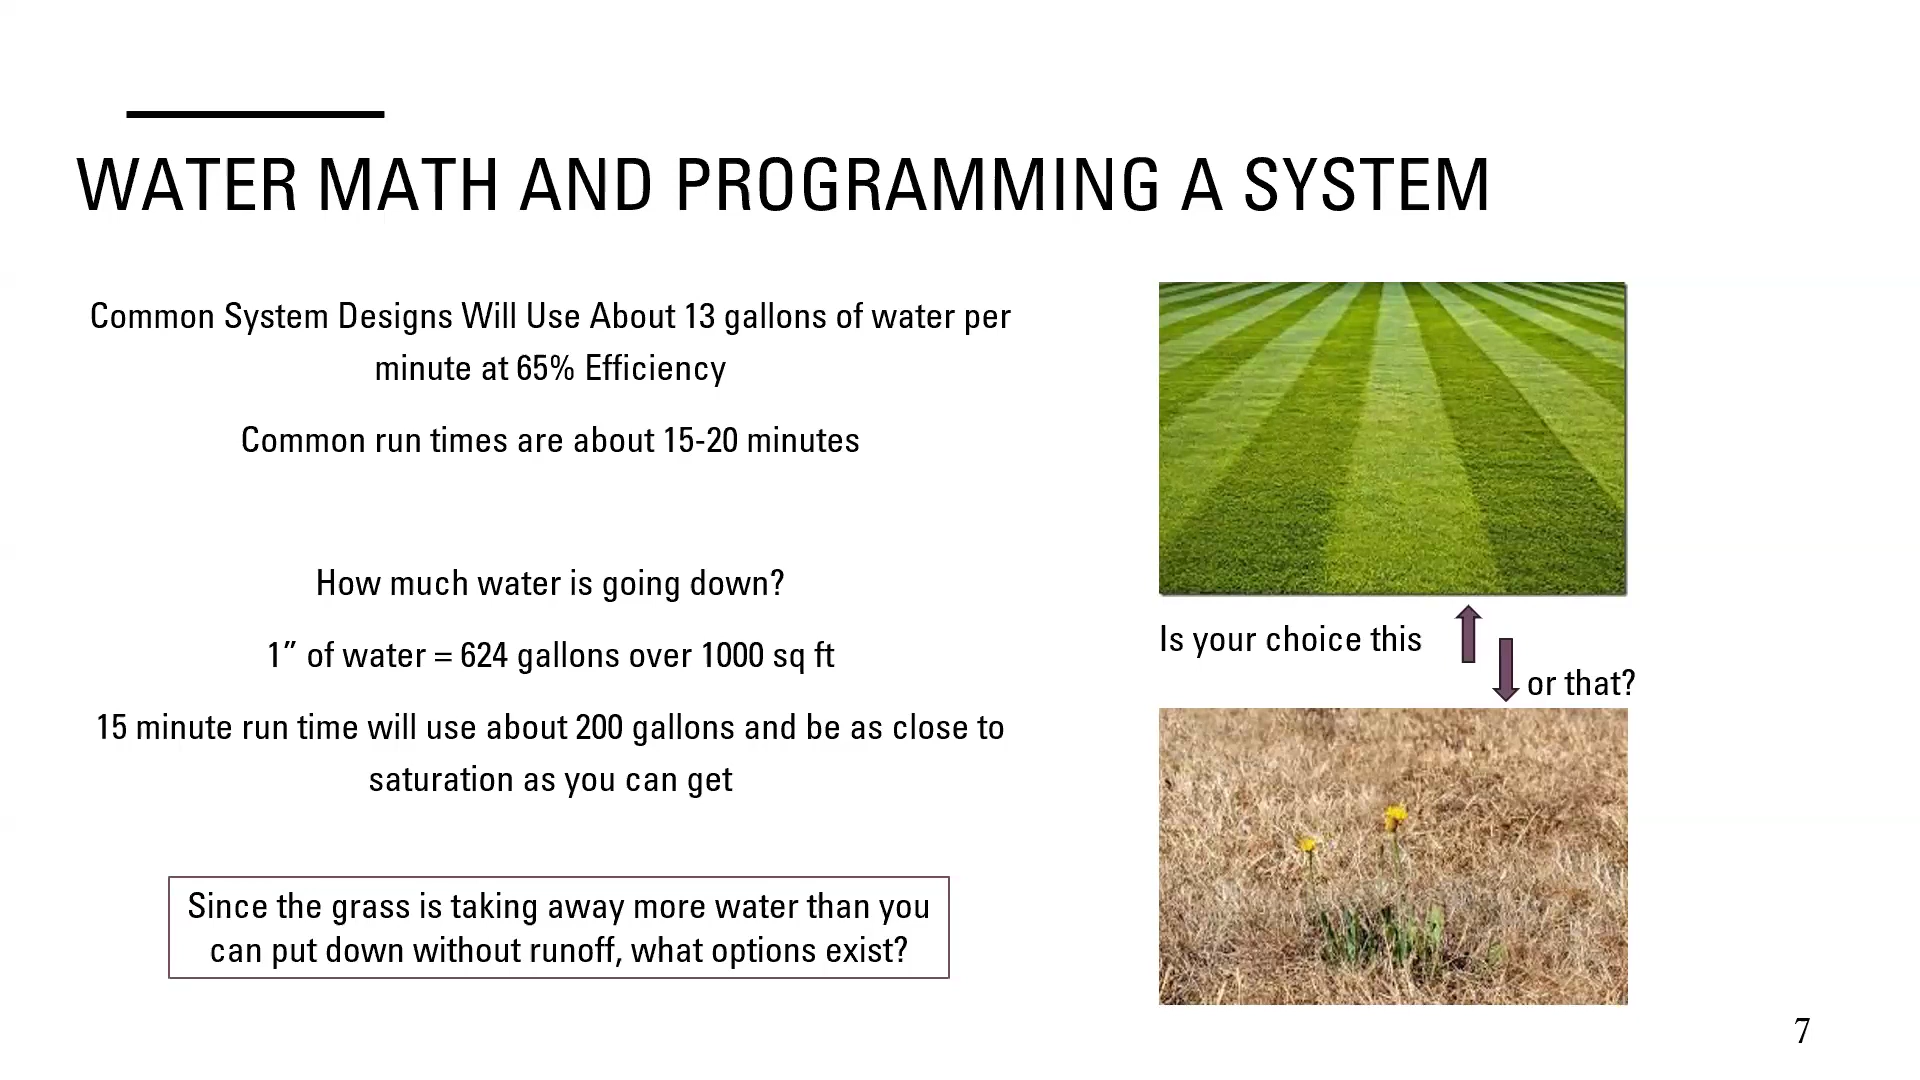 WATER MATH AND PROGRAMMING A SYSTEM
Common System Designs Will Use About 13 gallons of water per
minute at 65% Efficiency
Common run times are about 15-20 minutes
How much water is going down?
1” of water = 624 gallons over 1000 sq ft
15 minute run time will use about 200 gallons and be as close to
saturation as you can get
Since the grass is taking away more water than you
can put down without runoff, what options exist?
Is your choice this
or that?
7